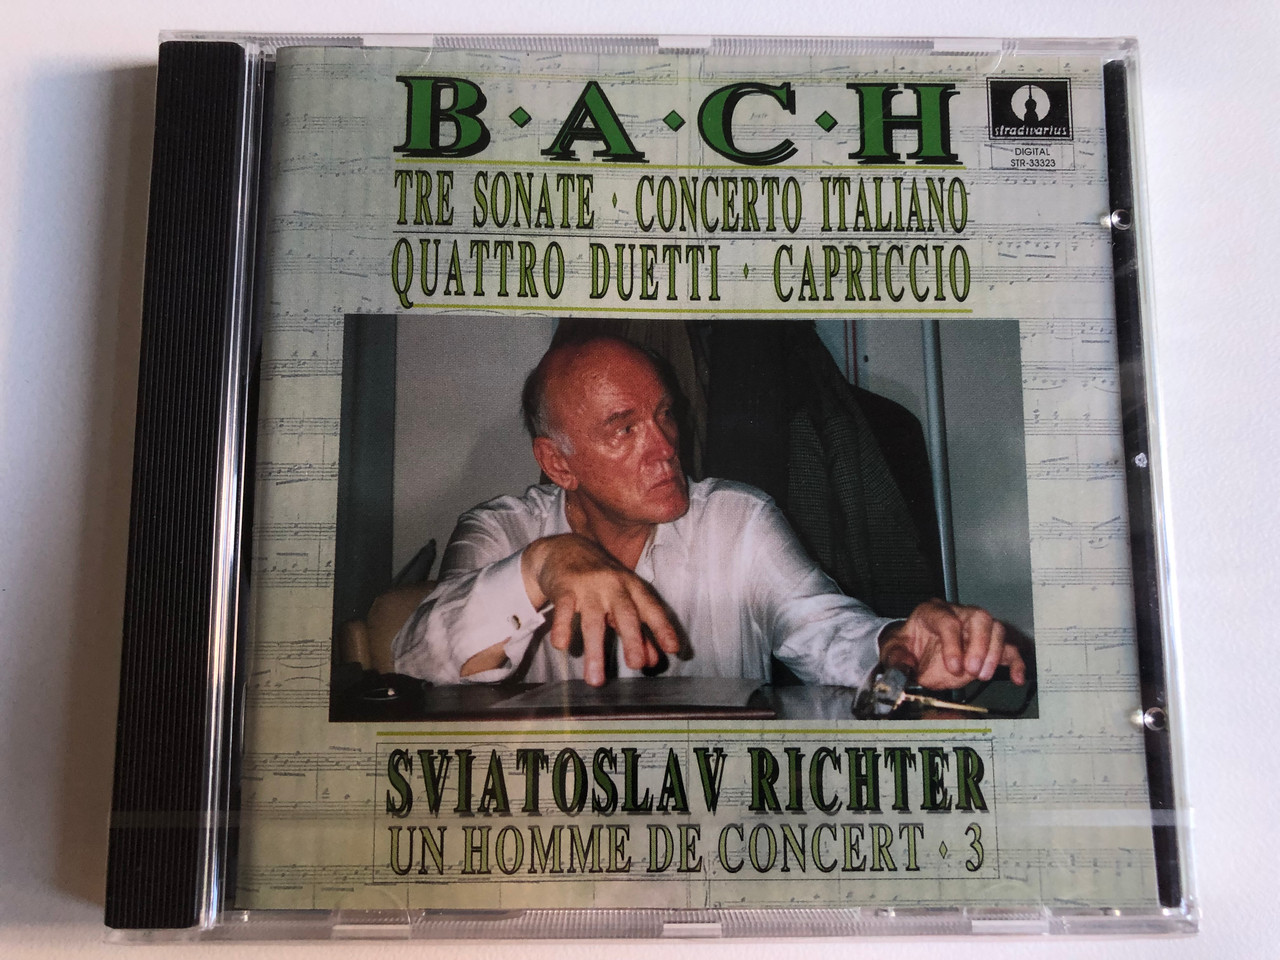 B·A·C·H
stradivarius
DIGITAL
STR-33323
TRE SONATE · CONCERTO ITALIANO
QUATTRO DUETTI · CAPRICCIO
SVIATOSLAV RICHTER
UN HOMME DE CONCERT · 3